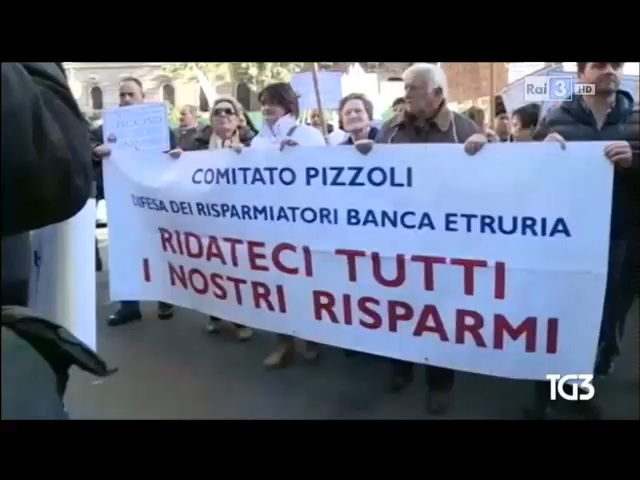 Rai 3 HD
COMITATO PIZZOLI
DIFESA DEI RISPARMIATORI BANCA ETRURIA
RIDATECI TUTTI
I NOSTRI RISPARMI
TG3